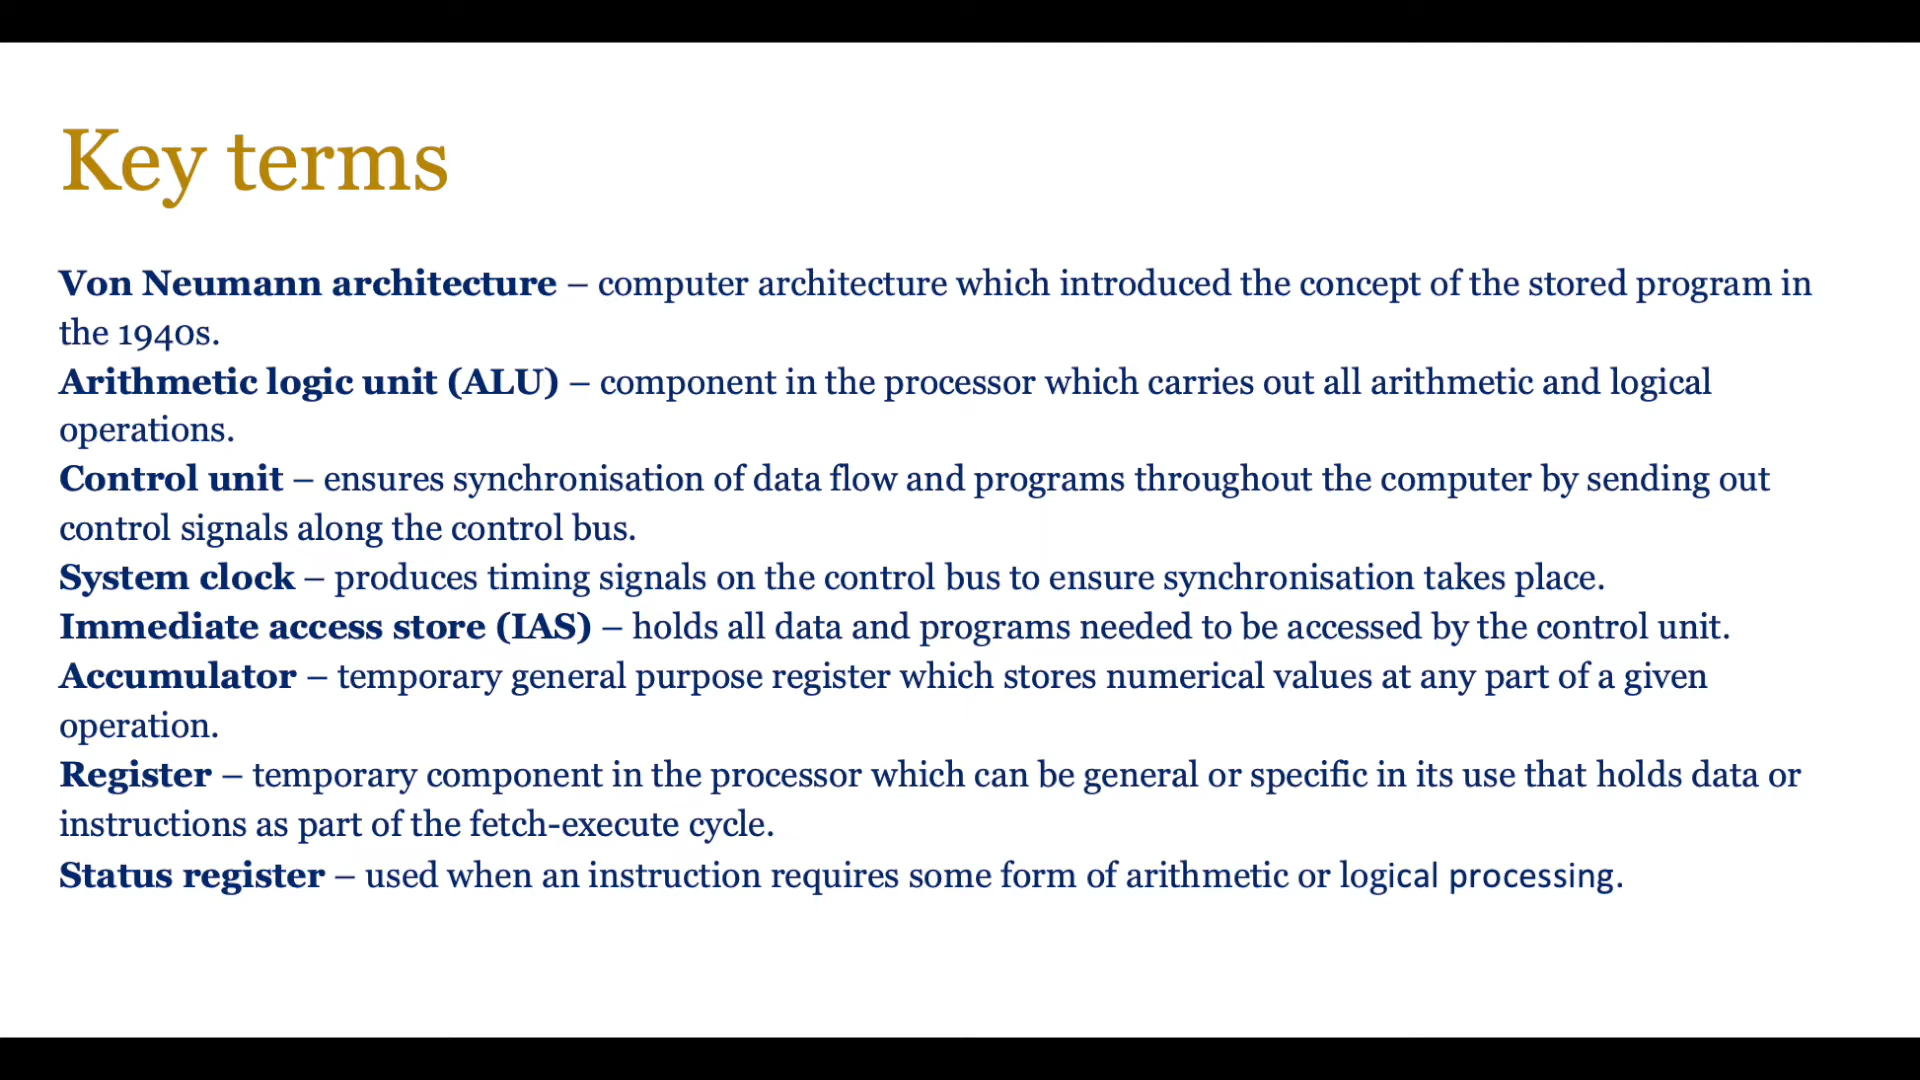 Key terms
Von Neumann architecture – computer architecture which introduced the concept of the stored program in
the 1940s.
Arithmetic logic unit (ALU) – component in the processor which carries out all arithmetic and logical
operations.
Control unit – ensures synchronisation of data flow and programs throughout the computer by sending out
control signals along the control bus.
System clock – produces timing signals on the control bus to ensure synchronisation takes place.
Immediate access store (IAS) – holds all data and programs needed to be accessed by the control unit.
Accumulator – temporary general purpose register which stores numerical values at any part of a given
operation.
Register – temporary component in the processor which can be general or specific in its use that holds data or
instructions as part of the fetch-execute cycle.
Status register – used when an instruction requires some form of arithmetic or logical processing.